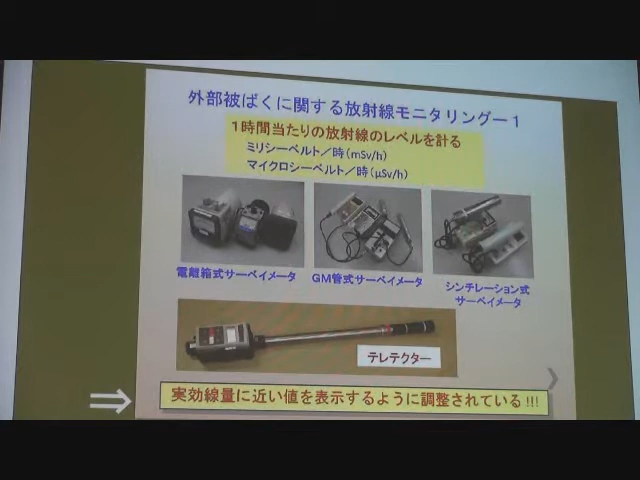 外部被ばくに関する放射線モニタリングー１
１時間当たりの放射線のレベルを計る
ミリシーベルト／時(mSv/h)
マイクロシーベルト／時(μSv/h)
電離箱式サーベイメータ
GM管式サーベイメータ
シンチレーション式
サーベイメータ
テレテクター
実効線量に近い値を表示するように調整されている!!!